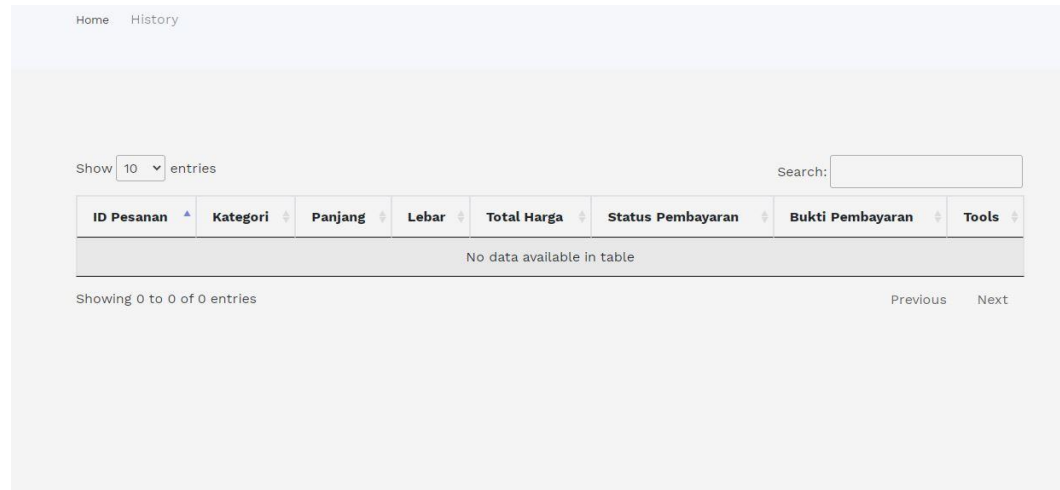 Home History
Show 10 entries
Search:
ID Pesanan Kategori Panjang Lebar Total Harga Status Pembayaran Bukti Pembayaran Tools
No data available in table
Showing 0 to 0 of 0 entries
Previous Next